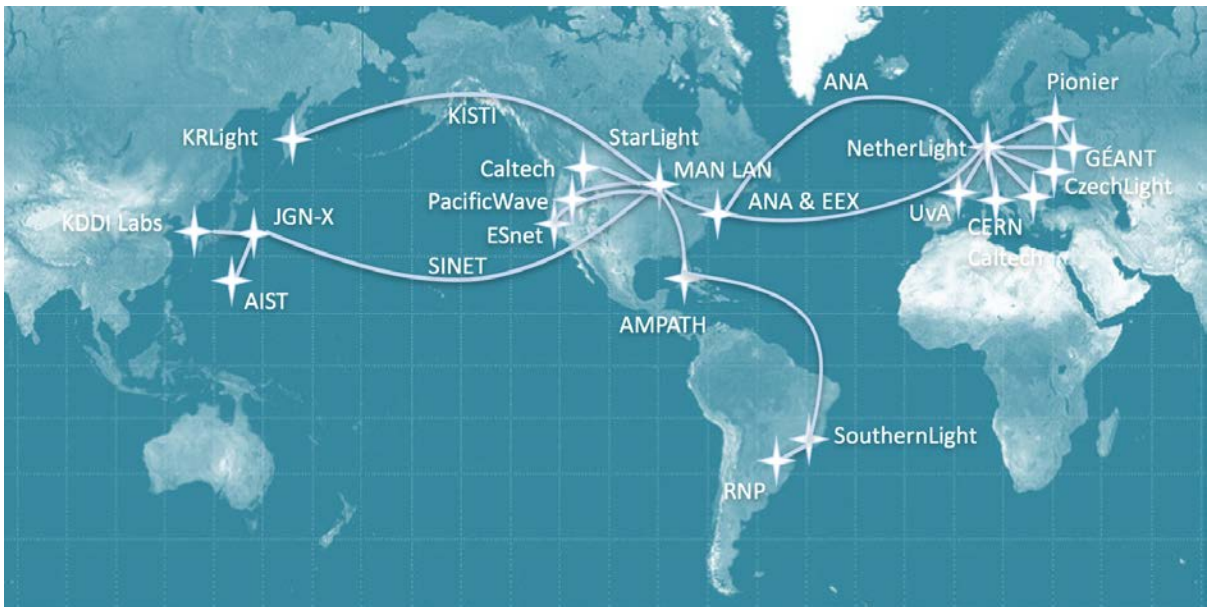 ANA
Pionier
KISTI
KRLight
StarLight
NetherLight
GÉANT
Caltech
MAN LAN
CzechLight
PacificWave
ANA & EEX
UvA
KDDI Labs
JGN-X
ESnet
CERN
Caltech
SINET
AIST
AMPATH
SouthernLight
RNP